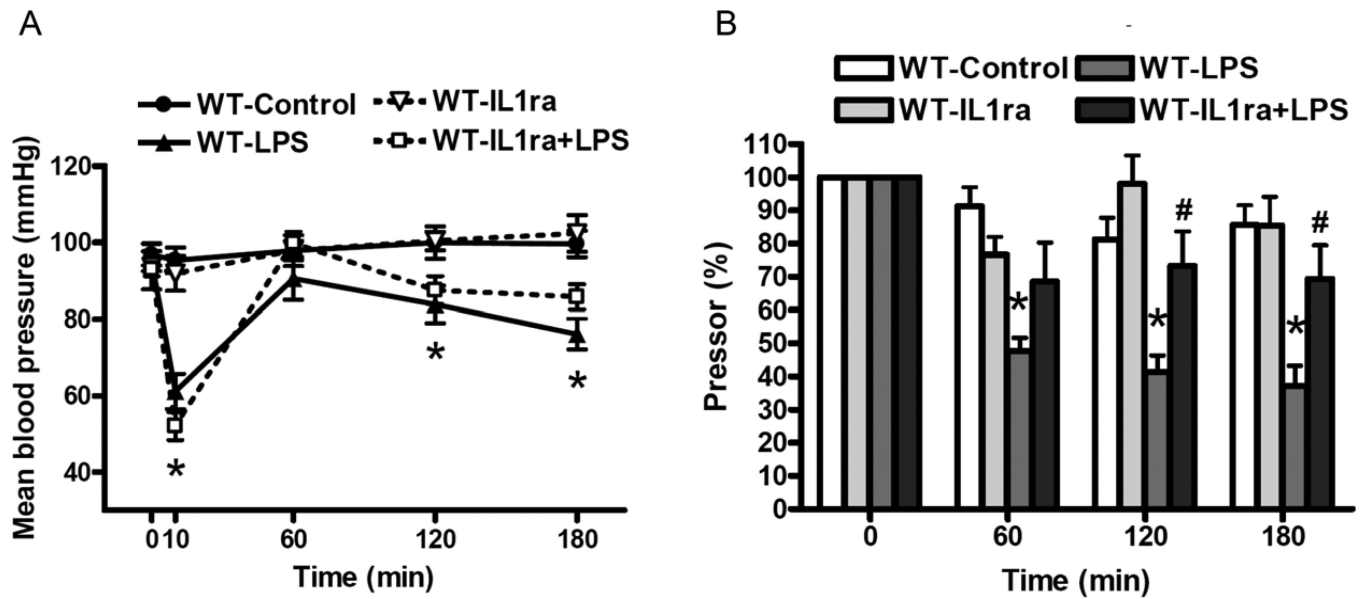 A
WT-Control
WT-IL1ra
WT-LPS
WT-IL1ra+LPS
Mean blood pressure (mmHg)
120
100
80
60
40
*
*
*
0
10
60
120
180
Time (min)
B
WT-Control
WT-LPS
WT-IL1ra
WT-IL1ra+LPS
Pressor (%)
110
100
90
80
70
60
50
40
30
20
10
0
*
*
#
*
#
0
60
120
180
Time (min)